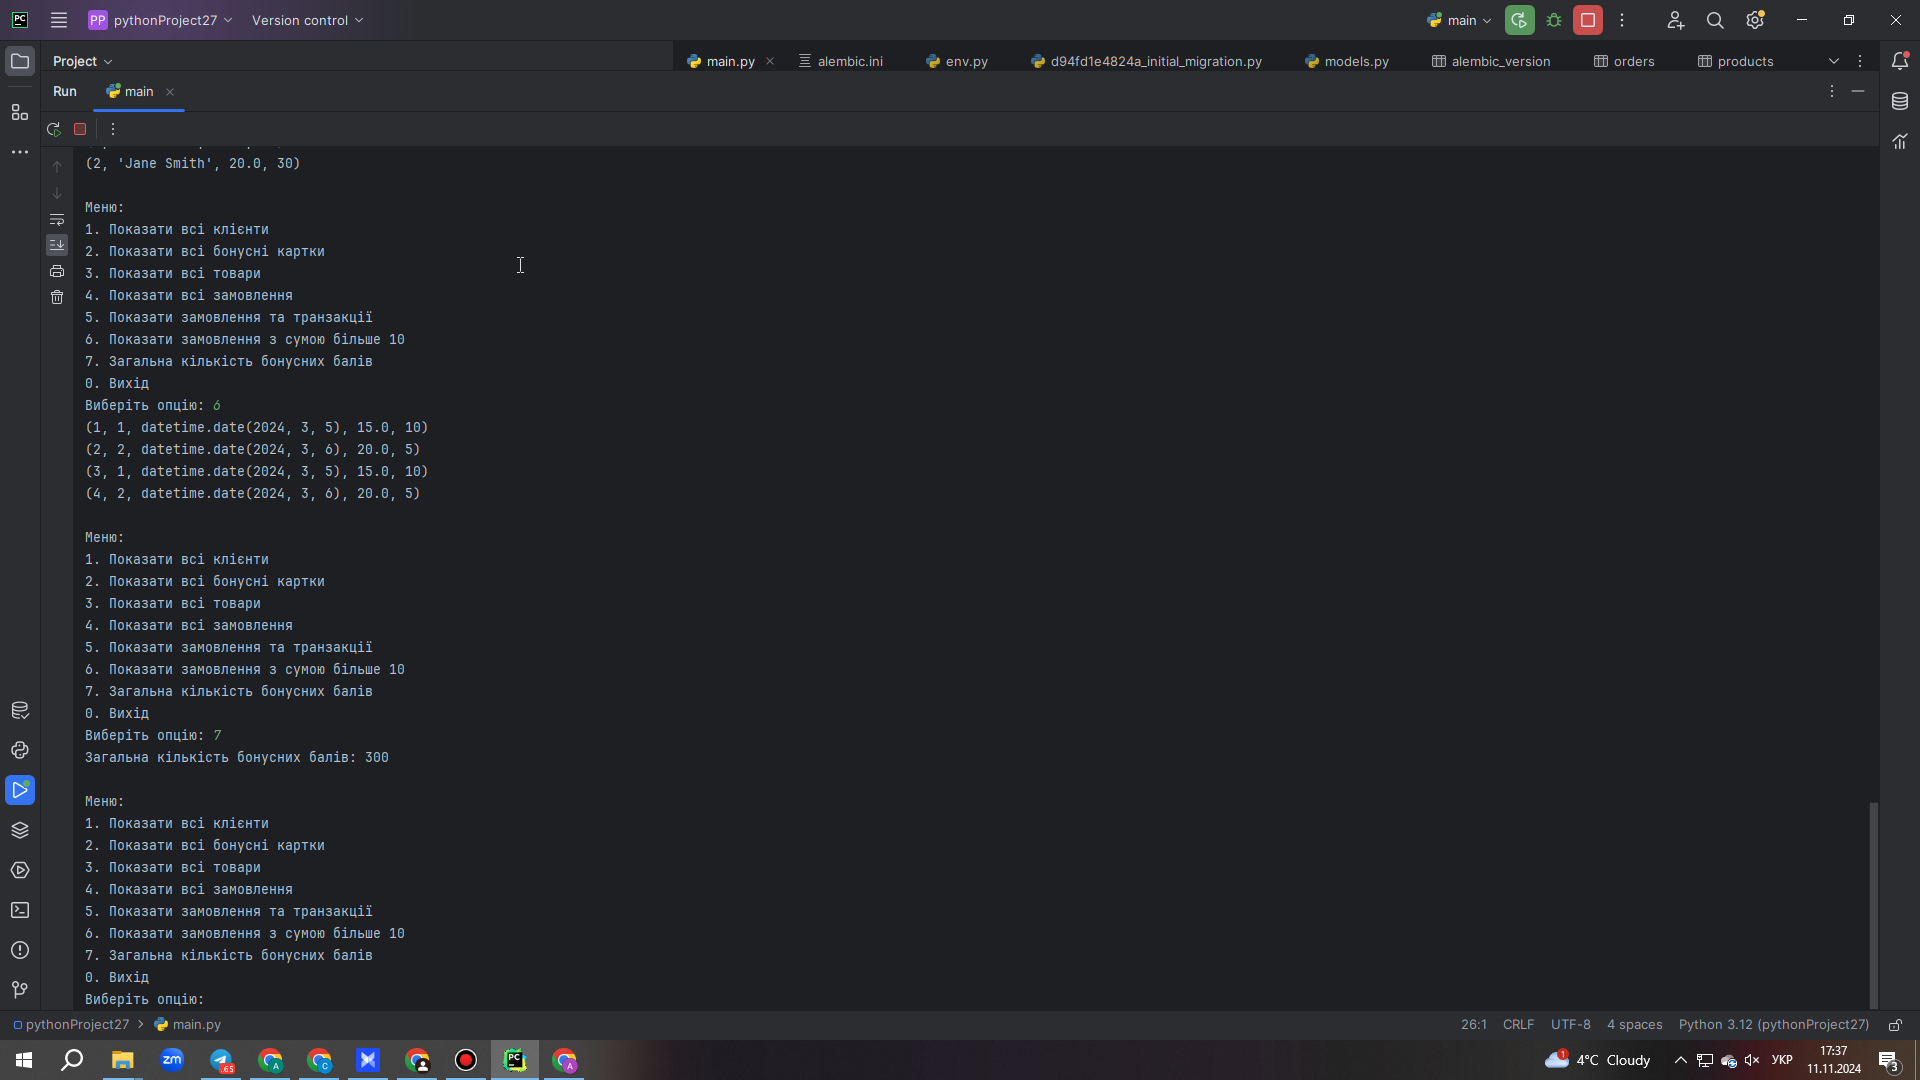 PC
PP pythonProject27 Version control main
Project main.py alembic.ini env.py d94fd1e4824a_initial_migration.py models.py alembic_version orders products
Run main
(2, 'Jane Smith', 20.0, 30)
Меню:
1. Показати всі клієнти
2. Показати всі бонусні картки
3. Показати всі товари
4. Показати всі замовлення
5. Показати замовлення та транзакції
6. Показати замовлення з сумою більше 10
7. Загальна кількість бонусних балів
0. Вихід
Виберіть опцію: 6
(1, 1, datetime.date(2024, 3, 5), 15.0, 10)
(2, 2, datetime.date(2024, 3, 6), 20.0, 5)
(3, 1, datetime.date(2024, 3, 5), 15.0, 10)
(4, 2, datetime.date(2024, 3, 6), 20.0, 5)
Меню:
1. Показати всі клієнти
2. Показати всі бонусні картки
3. Показати всі товари
4. Показати всі замовлення
5. Показати замовлення та транзакції
6. Показати замовлення з сумою більше 10
7. Загальна кількість бонусних балів
0. Вихід
Виберіть опцію: 7
Загальна кількість бонусних балів: 300
Меню:
1. Показати всі клієнти
2. Показати всі бонусні картки
3. Показати всі товари
4. Показати всі замовлення
5. Показати замовлення та транзакції
6. Показати замовлення з сумою більше 10
7. Загальна кількість бонусних балів
0. Вихід
Виберіть опцію:
pythonProject27 main.py 26:1 CRLF UTF-8 4 spaces Python 3.12 (pythonProject27)
zm A C PC A 1 4°C Cloudy УКР 17:37
11.11.2024 3